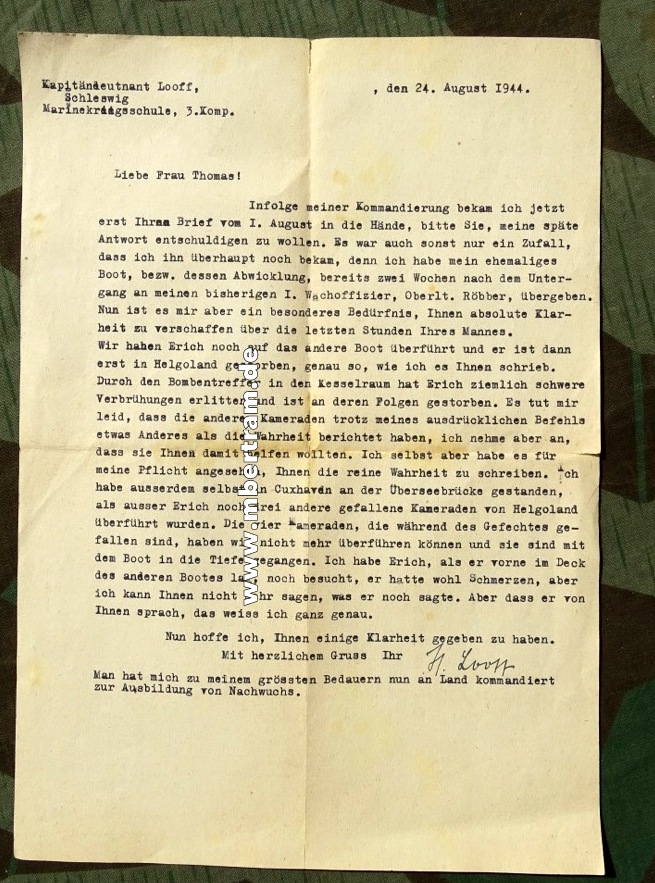 Kapitänleutnant Looff,
Schleswig
Marinekriegsschule, 3.Komp.
, den 24. August I944.
Liebe Frau Thomas!
Infolge meiner Kommandierung bekam ich jetzt
erst Ihren Brief vom I. August in die Hände, bitte Sie, meine späte
Antwort entschuldigen zu wollen. Es war auch sonst nur ein Zufall,
dass ich ihn überhaupt noch bekam, denn ich habe mein ehemaliges
Boot, bezw. dessen Abwicklung, bereits zwei Wochen nach dem Unter-
gang an meinen bisherigen I. Wachoffizier, Oberlt. Röbber, übergeben.
Nun ist es mir aber ein besonderes Bedürfnis, Ihnen absolute Klar-
heit zu verschaffen über die letzten Stunden Ihres Mannes.
Wir haben Erich noch auf das andere Boot überführt und er ist dann
erst in Helgoland gestorben, genau so, wie ich es Ihnen schrieb.
Durch den Bombentreffer in den Kesselraum hat Erich ziemlich schwere
Verbrühungen erlitten und ist an deren Folgen gestorben. Es tut mir
leid, dass die anderen Kameraden trotz meines ausdrücklichen Befehls
etwas Anderes als die Wahrheit berichtet haben, ich nehme aber an,
dass sie Ihnen damit helfen wollten. Ich selbst aber habe es für
meine Pflicht angesehen, Ihnen die reine Wahrheit zu schreiben. Ich
habe ausserdem selbst in Cuxhaven an der Überseebrücke gestanden,
als ausser Erich noch drei andere gefallene Kameraden von Helgoland
überführt wurden. Die vier Kameraden, die während des Gefechtes ge-
fallen sind, haben wir nicht mehr überführen können und sie sind mit
dem Boot in die Tiefe gegangen. Ich habe Erich, als er vorne im Deck
des anderen Bootes lag, noch besucht, er hatte wohl Schmerzen, aber
ich kann Ihnen nicht mehr sagen, was er noch sagte. Aber dass er von
Ihnen sprach, das weiss ich ganz genau.
Nun hoffe ich, Ihnen einige Klarheit gegeben zu haben.
Mit herzlichem Gruss Ihr
H. Looff
Man hat mich zu meinem grössten Bedauern nun an Land kommandiert
zur Ausbildung von Nachwuchs.
www.mbertram.de